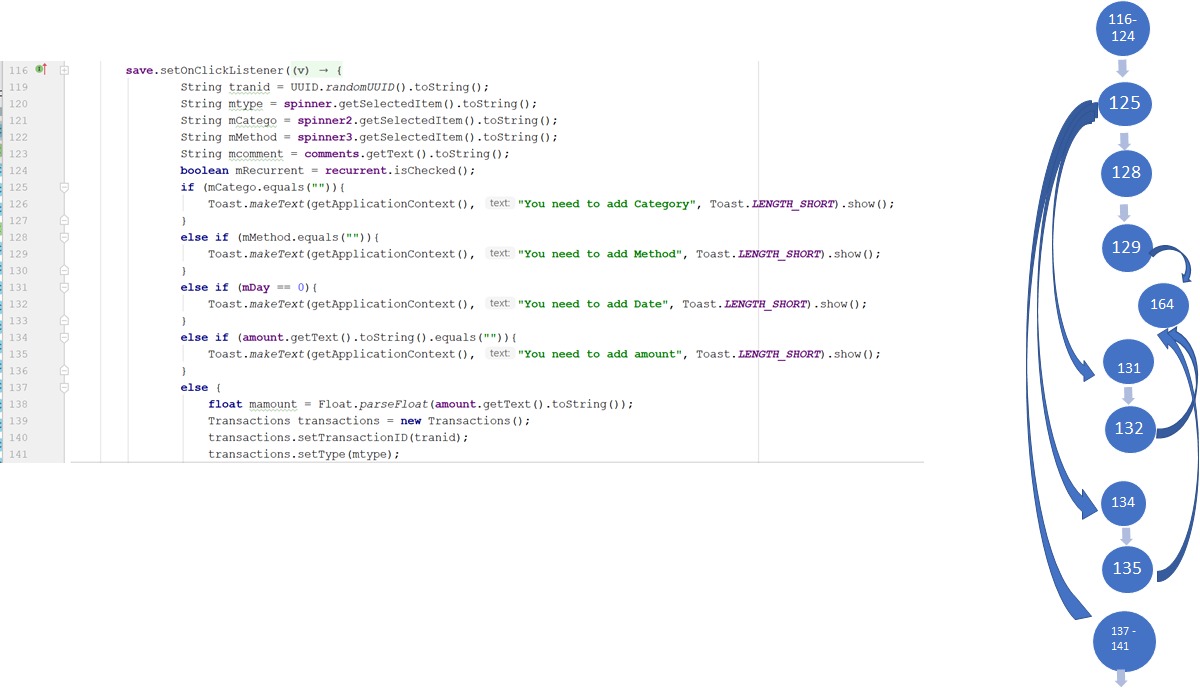 116 save.setOnClickListener((v) → {
119 String tranid = UUID.randomUUID().toString();
120 String mtype = spinner.getSelectedItem().toString();
121 String mCatego = spinner2.getSelectedItem().toString();
122 String mMethod = spinner3.getSelectedItem().toString();
123 String mcomment = comments.getText().toString();
124 boolean mRecurrent = recurrent.isChecked();
125 if (mCatego.equals("")){
126 Toast.makeText(getApplicationContext(), text: "You need to add Category", Toast.LENGTH_SHORT).show();
127 }
128 else if (mMethod.equals("")){
129 Toast.makeText(getApplicationContext(), text: "You need to add Method", Toast.LENGTH_SHORT).show();
130 }
131 else if (mDay == 0){
132 Toast.makeText(getApplicationContext(), text: "You need to add Date", Toast.LENGTH_SHORT).show();
133 }
134 else if (amount.getText().toString().equals("")){
135 Toast.makeText(getApplicationContext(), text: "You need to add amount", Toast.LENGTH_SHORT).show();
136 }
137 else {
138 float mamount = Float.parseFloat(amount.getText().toString());
139 Transactions transactions = new Transactions();
140 transactions.setTransactionID(tranid);
141 transactions.setType(mtype);
116-
124
125
128
129
164
131
132
134
135
137 -
141